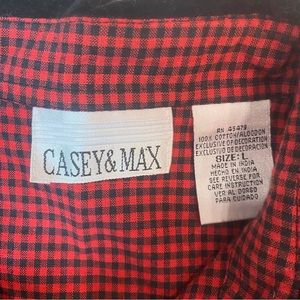 CASEY & MAX
RN 43479
100% COTTON/ALGODON
EXCLUSIVE OF DECORATION
EXCLUSIVO DE DECORACION
SIZE: L
MADE IN INDIA
HECHO EN INDIA
SEE REVERSE FOR
CARE INSTRUCTION
VER AL DORSO
PARA CUIDADO